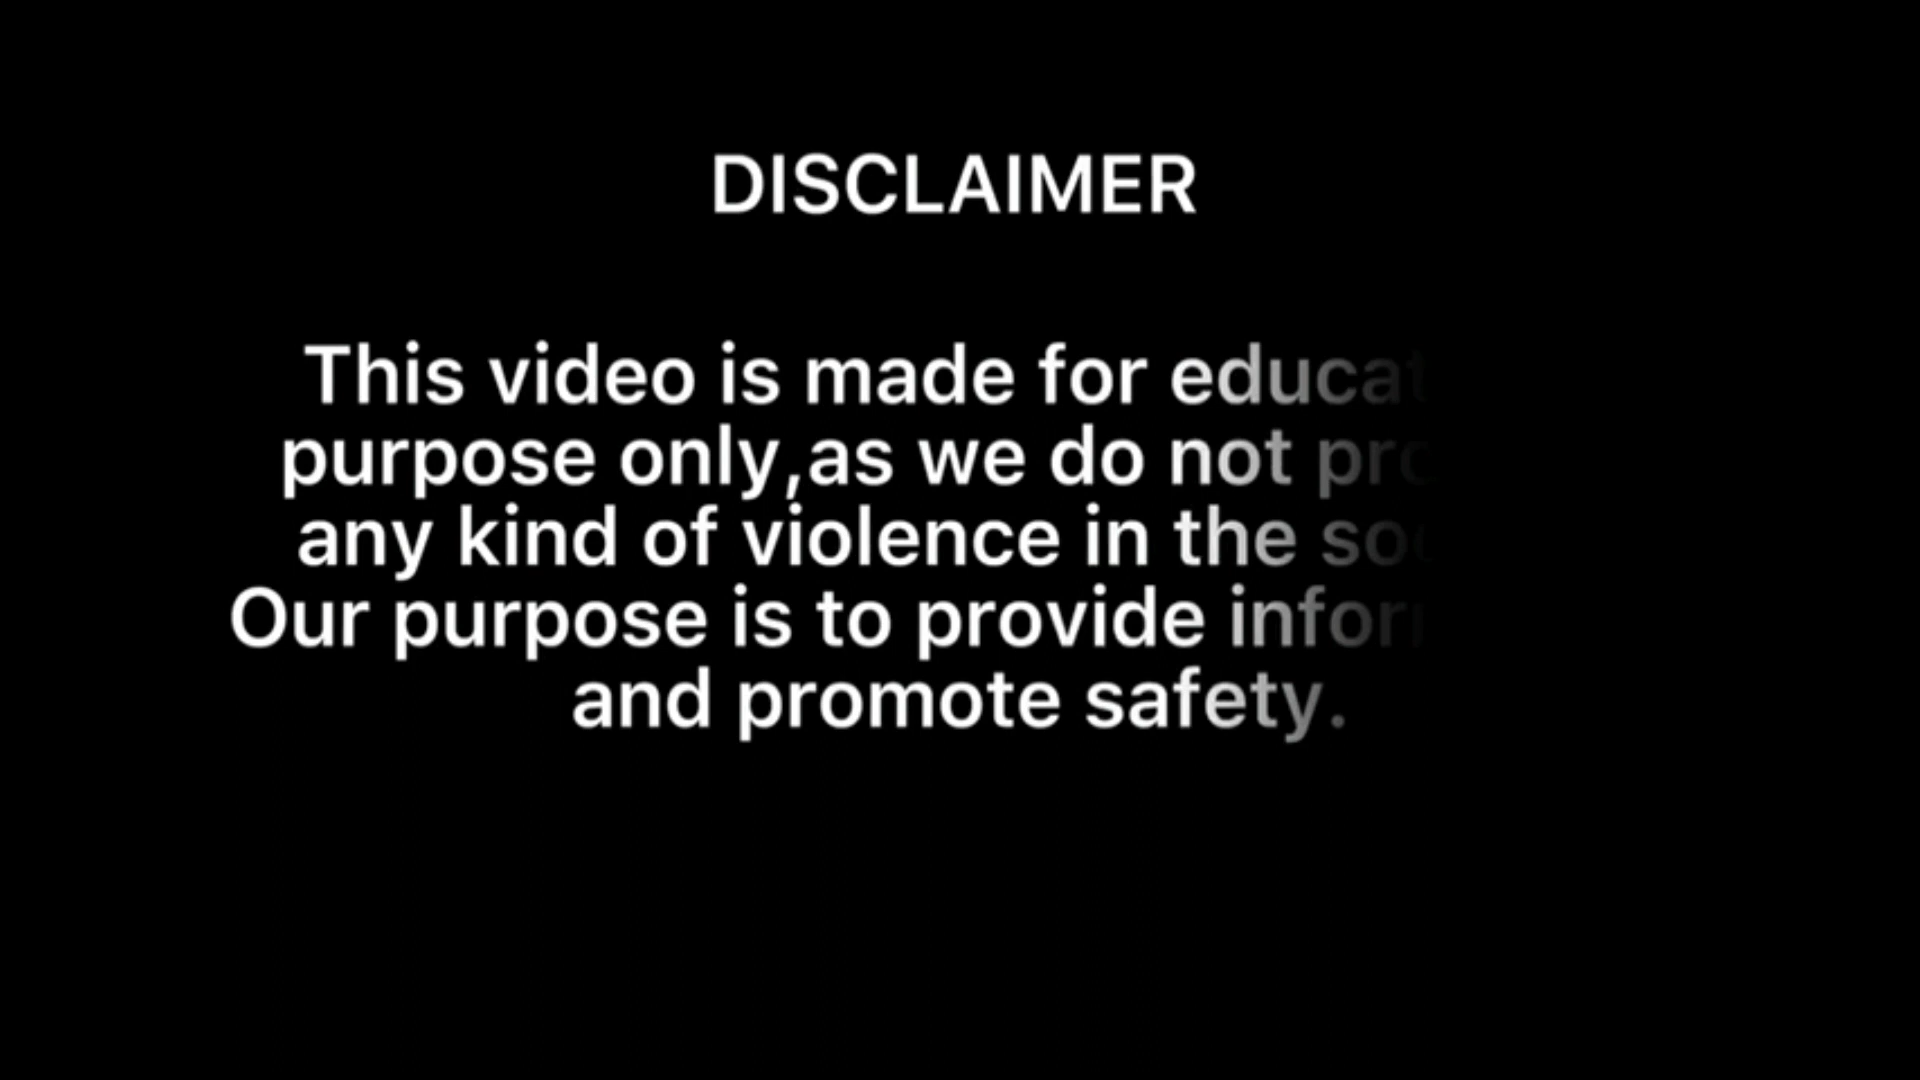 DISCLAIMER
This video is made for
purpose only,as we do not
any kind of violence in the
Our purpose is to provide
and promote safety.